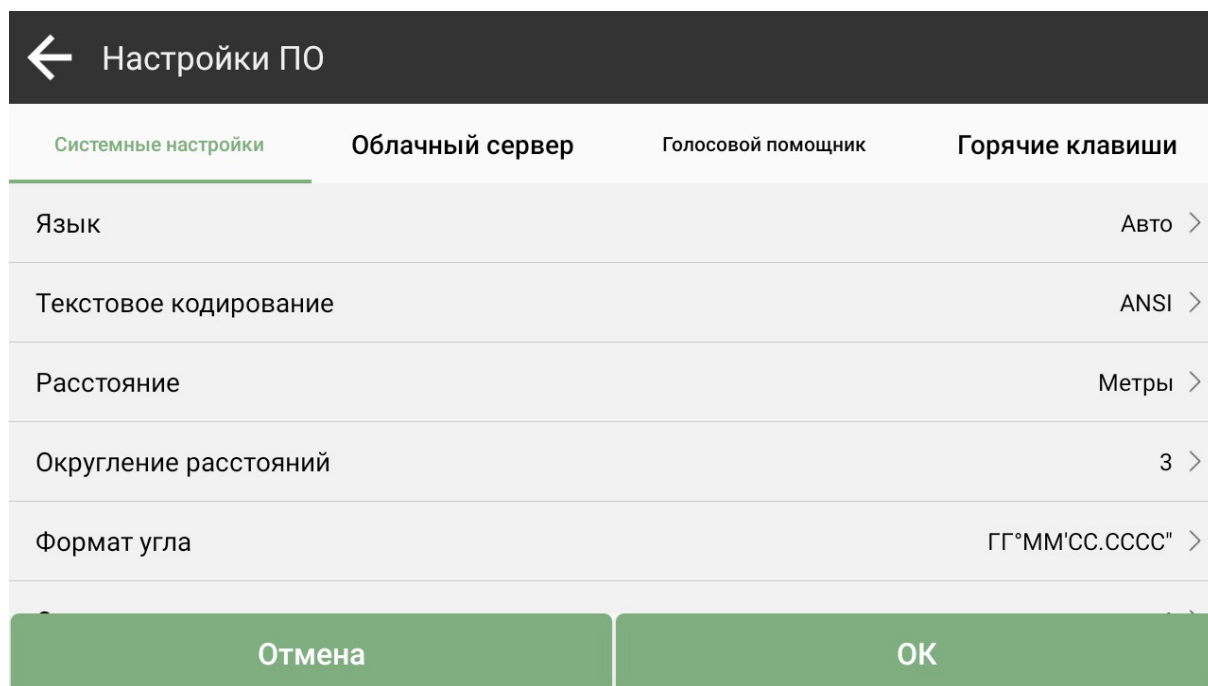 Настройки ПО
Системные настройки Облачный сервер Голосовой помощник Горячие клавиши
Язык Авто
Текстовое кодирование ANSI
Расстояние Метры
Округление расстояний 3
Формат угла ГГ°ММ'СС.СССС"
Отмена ОК